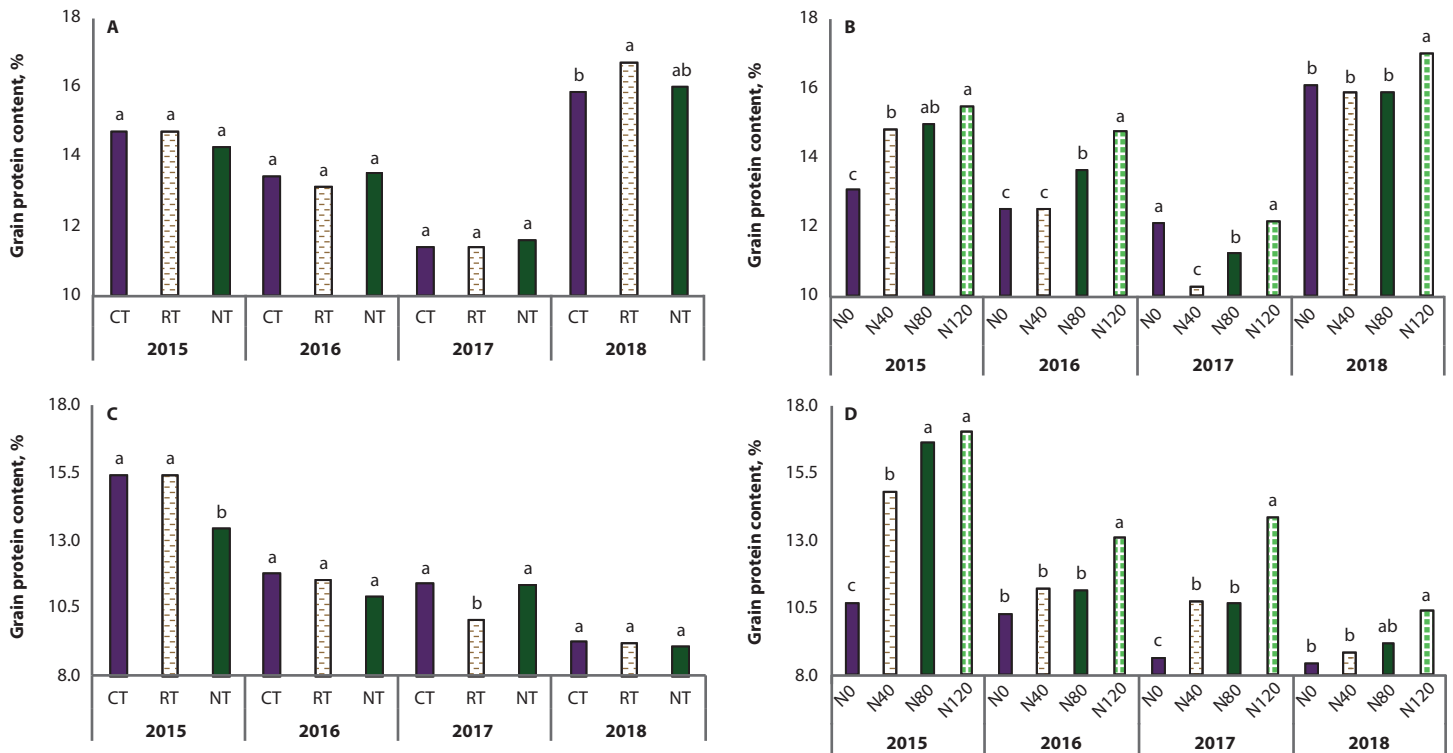 A
Grain protein content, %
18
16
14
12
10
a a a a a a a a a b a ab
CT RT NT CT RT NT CT RT NT CT RT NT
2015 2016 2017 2018
B
Grain protein content, %
18
16
14
12
10
c b ab a c c b a a c b a b b b a
N0 N40 N80 N120 N0 N40 N80 N120 N0 N40 N80 N120 N0 N40 N80 N120
2015 2016 2017 2018
C
Grain protein content, %
18.0
15.5
13.0
10.5
8.0
a a b a a a a b a a a a
CT RT NT CT RT NT CT RT NT CT RT NT
2015 2016 2017 2018
D
Grain protein content, %
18.0
15.5
13.0
10.5
8.0
c b a a b b b a c b b a b b ab a
N0 N40 N80 N120 N0 N40 N80 N120 N0 N40 N80 N120 N0 N40 N80 N120
2015 2016 2017 2018